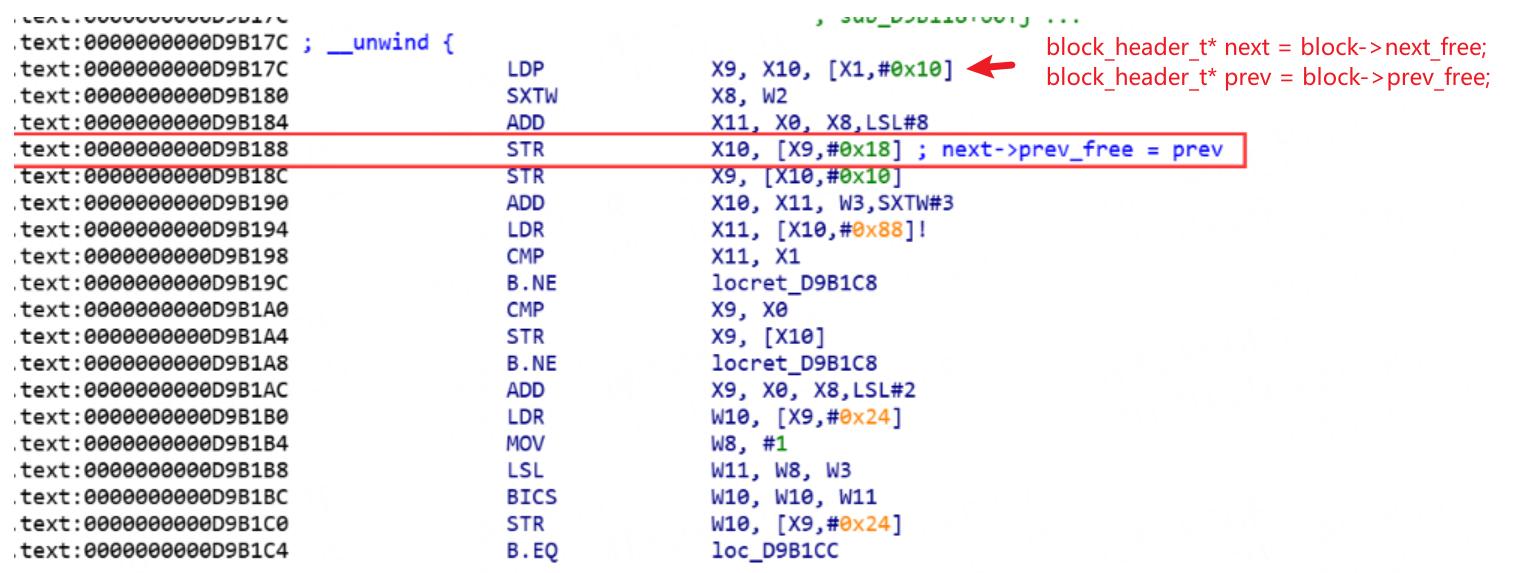 .text:0000000000D9B17C ; sub_D9B118+60↑j ...
.text:0000000000D9B17C ; __unwind {
.text:0000000000D9B17C LDP X9, X10, [X1,#0x10] block_header_t* next = block->next_free;
block_header_t* prev = block->prev_free;
.text:0000000000D9B180 SXTW X8, W2
.text:0000000000D9B184 ADD X11, X0, X8,LSL#8
.text:0000000000D9B188 STR X10, [X9,#0x18] ; next->prev_free = prev
.text:0000000000D9B18C STR X9, [X10,#0x10]
.text:0000000000D9B190 ADD X10, X11, W3,SXTW#3
.text:0000000000D9B194 LDR X11, [X10,#0x88]!
.text:0000000000D9B198 CMP X11, X1
.text:0000000000D9B19C B.NE locret_D9B1C8
.text:0000000000D9B1A0 CMP X9, X0
.text:0000000000D9B1A4 STR X9, [X10]
.text:0000000000D9B1A8 B.NE locret_D9B1C8
.text:0000000000D9B1AC ADD X9, X0, X8,LSL#2
.text:0000000000D9B1B0 LDR W10, [X9,#0x24]
.text:0000000000D9B1B4 MOV W8, #1
.text:0000000000D9B1B8 LSL W11, W8, W3
.text:0000000000D9B1BC BICS W10, W10, W11
.text:0000000000D9B1C0 STR W10, [X9,#0x24]
.text:0000000000D9B1C4 B.EQ loc_D9B1CC